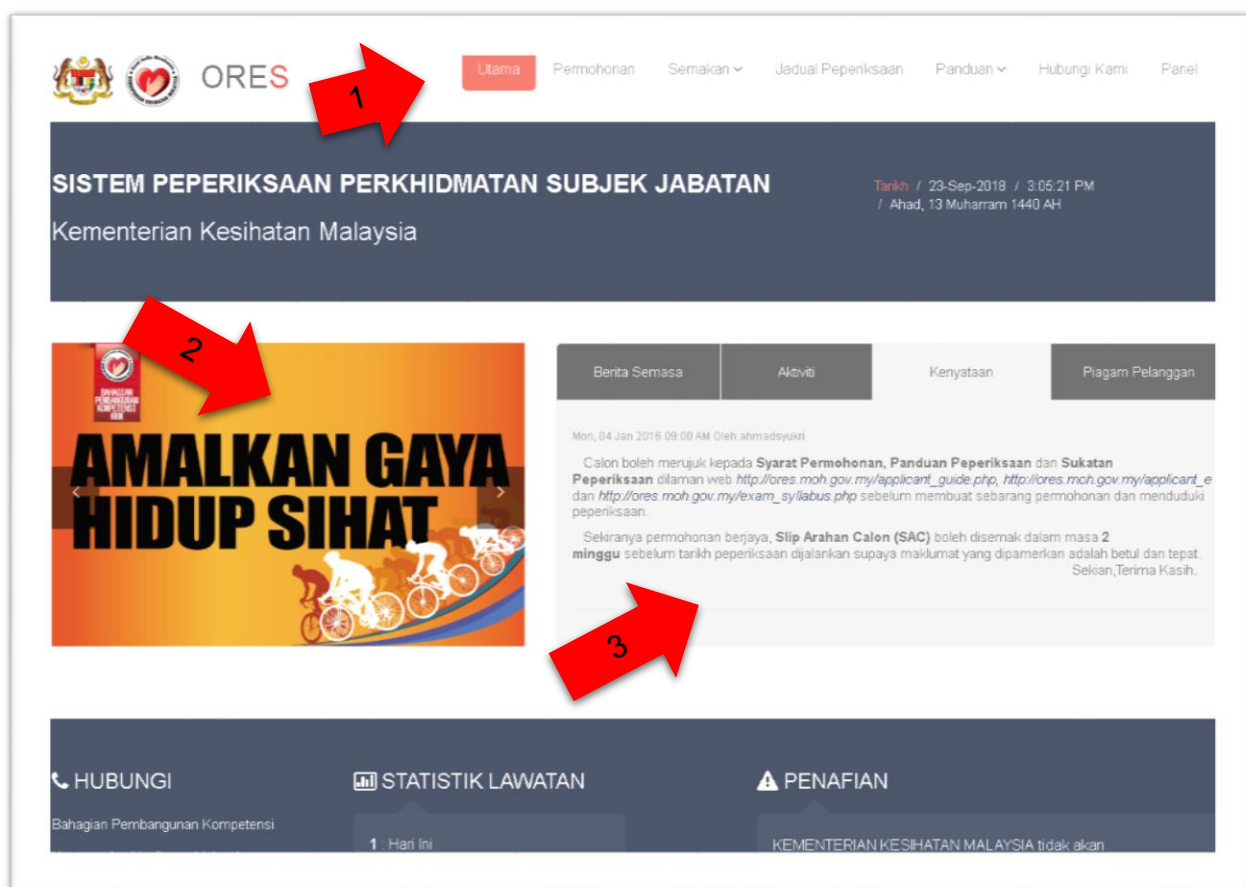 ORES
1
Utama Permohonan Semakan Jadual Peperiksaan Panduan Hubungi Kami Panel
SISTEM PEPERIKSAAN PERKHIDMATAN SUBJEK JABATAN
Kementerian Kesihatan Malaysia
Tarikh / 23-Sep-2018 / 3:05:21 PM
/ Ahad, 13 Muharram 1440 AH
2
BAHAGIAN
PEMBANGUNAN
KOMPETENSI
KKM
AMALKAN GAYA
HIDUP SIHAT
Berita Semasa Aktiviti Kenyataan Piagam Pelanggan
Mon, 04 Jan 2016 09:00 AM Oleh:ahmadsyukri
Calon boleh merujuk kepada Syarat Permohonan, Panduan Peperiksaan dan Sukatan
Peperiksaan dilaman web http://ores.moh.gov.my/applicant_guide.php, http://ores.moh.gov.my/applicant_e
dan http://ores.moh.gov.my/exam_syllabus.php sebelum membuat sebarang permohonan dan menduduki
peperiksaan.
Sekiranya permohonan berjaya, Slip Arahan Calon (SAC) boleh disemak dalam masa 2
minggu sebelum tarikh peperiksaan dijalankan supaya maklumat yang dipamerkan adalah betul dan tepat.
Sekian,Terima Kasih.
3
HUBUNGI
Bahagian Pembangunan Kompetensi
STATISTIK LAWATAN
1 : Hari Ini
PENAFIAN
KEMENTERIAN KESIHATAN MALAYSIA tidak akan